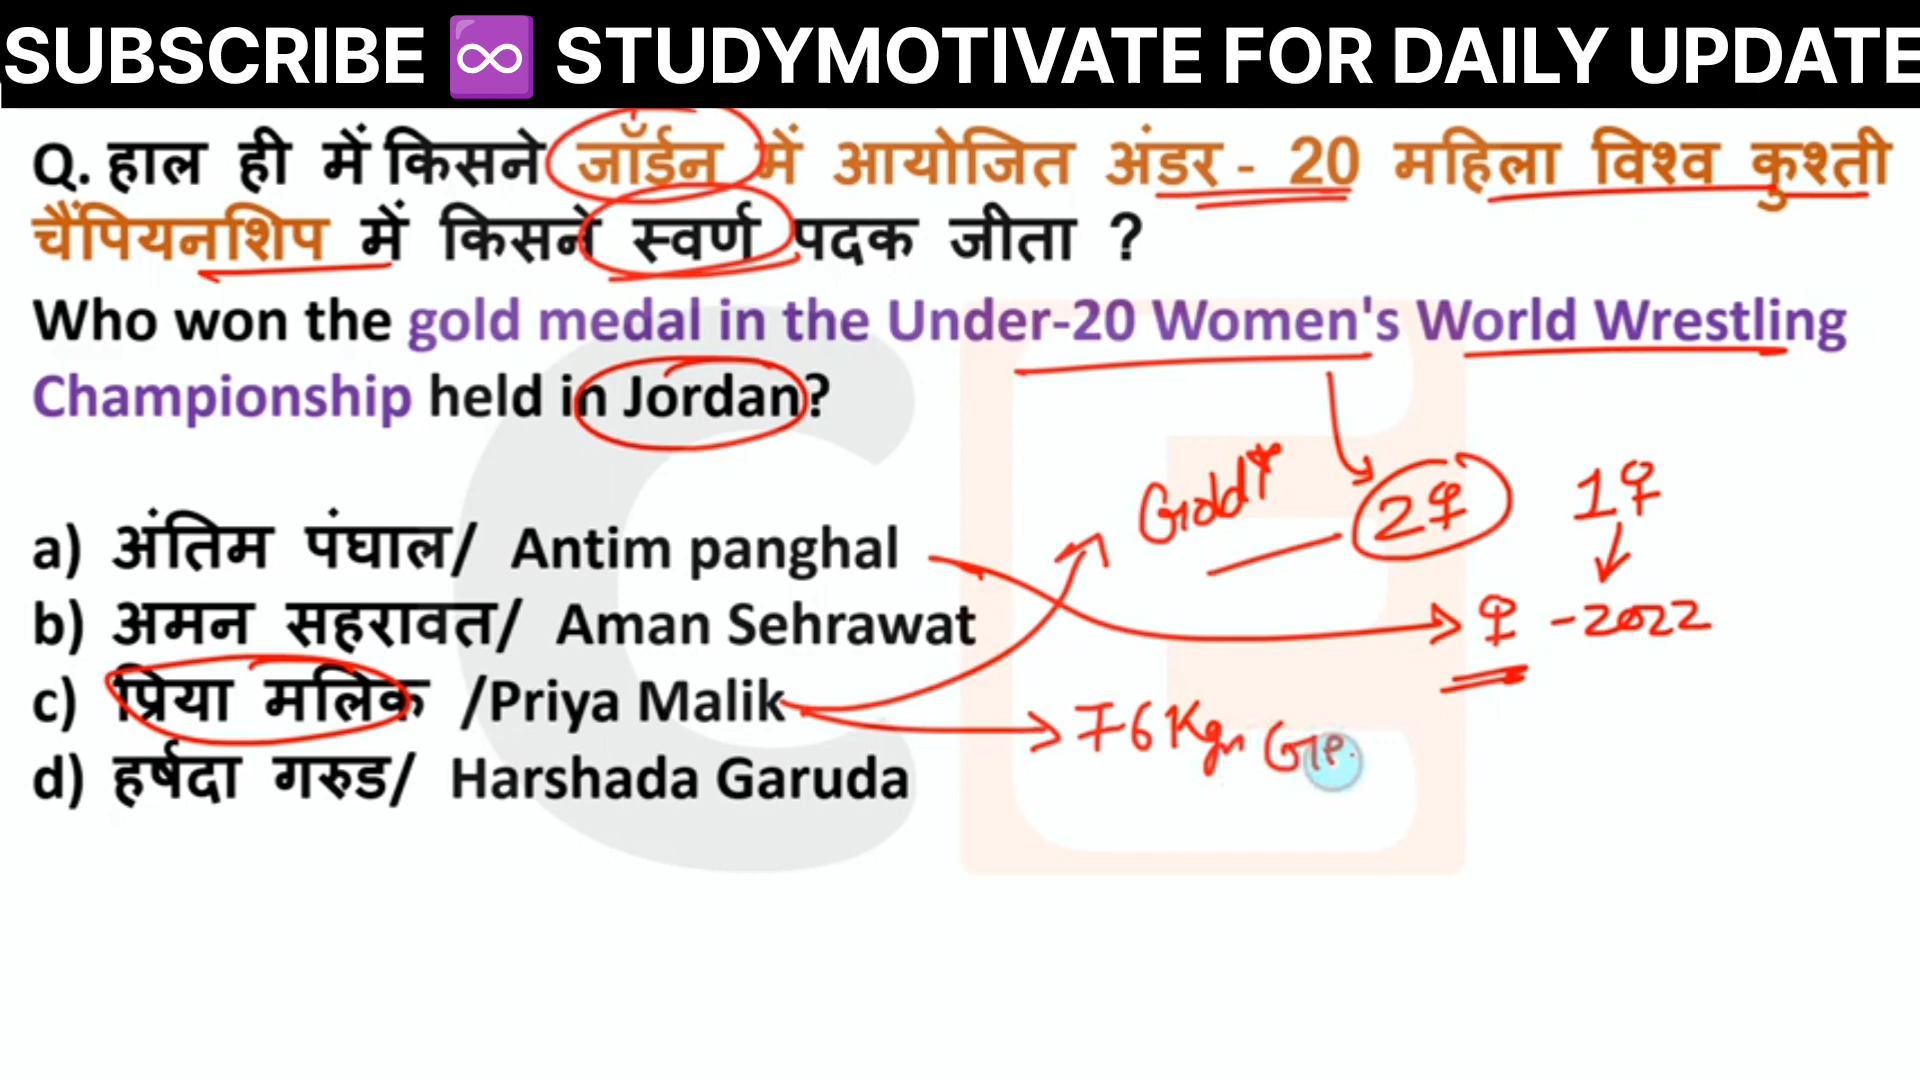 SUBSCRIBE ♾️ STUDYMOTIVATE FOR DAILY UPDATE
Q. हाल ही में किसने जॉर्डन में आयोजित अंडर - 20 महिला विश्व कुश्ती
चैंपियनशिप में किसने स्वर्ण पदक जीता ?
Who won the gold medal in the Under-20 Women's World Wrestling
Championship held in Jordan?
Gold
2♀ 1♀
a) अंतिम पंघाल/ Antim panghal
b) अमन सहरावत/ Aman Sehrawat
♀ -2022
c) प्रिया मलिक /Priya Malik
76 Kgm
d) हर्षदा गरुड/ Harshada Garuda